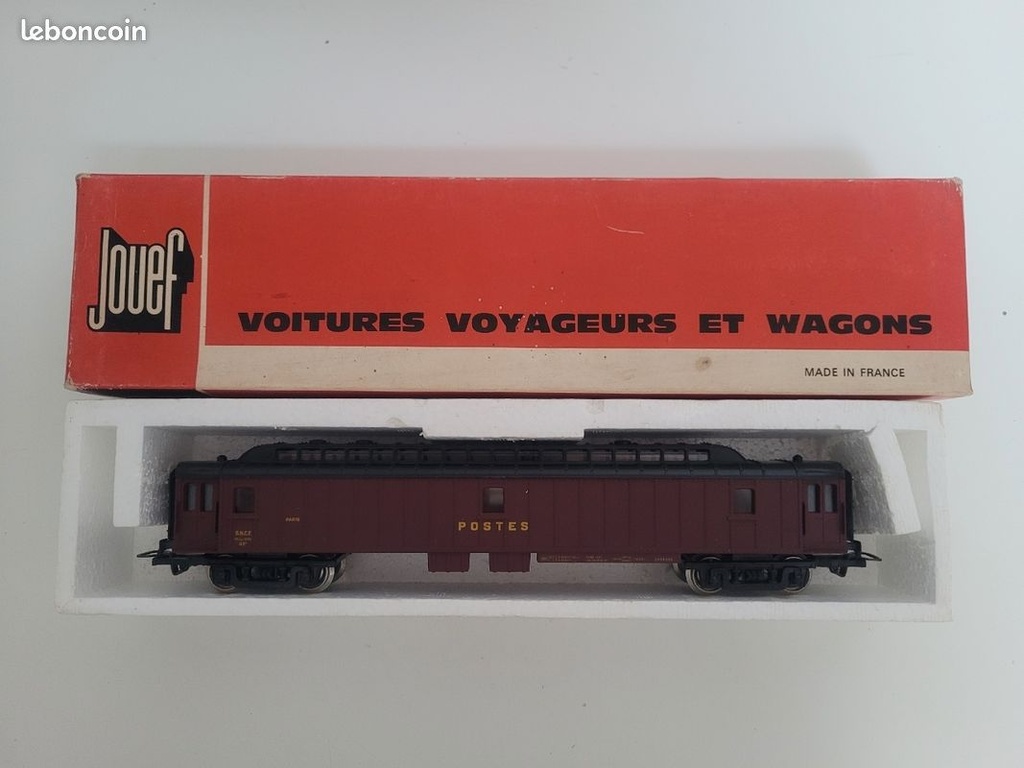 leboncoin
Jouef
VOITURES VOYAGEURS ET WAGONS
MADE IN FRANCE
POSTES
S.N.C.F.